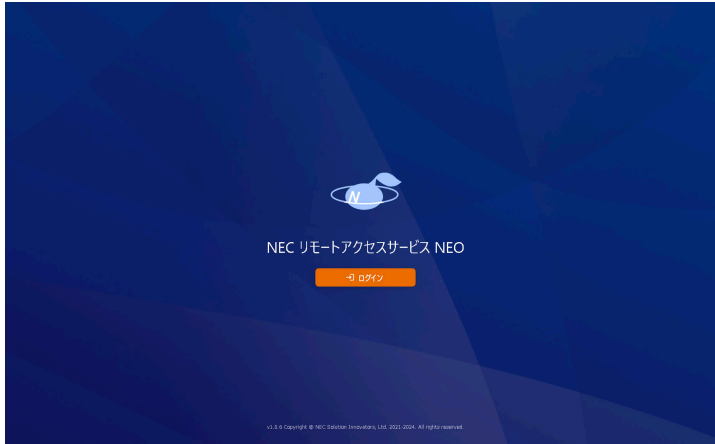 N
NEC リモートアクセスサービス NEO
ログイン
v1.0.6 Copyright © NEC Solution Innovators, Ltd. 2021-2024. All rights reserved.